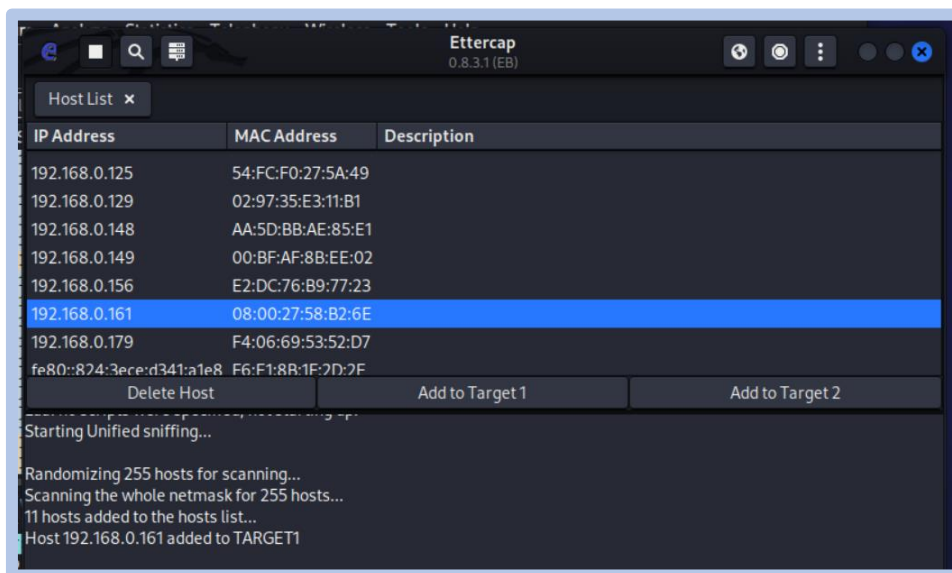 Ettercap
0.8.3.1 (EB)
Host List ×
IP Address MAC Address Description
192.168.0.125 54:FC:F0:27:5A:49
192.168.0.129 02:97:35:E3:11:B1
192.168.0.148 AA:5D:BB:AE:85:E1
192.168.0.149 00:BF:AF:8B:EE:02
192.168.0.156 E2:DC:76:B9:77:23
192.168.0.161 08:00:27:58:B2:6E
192.168.0.179 F4:06:69:53:52:D7
fe80::824:3ece:d341:a1e8
Delete Host Add to Target 1 Add to Target 2
Starting Unified sniffing...
Randomizing 255 hosts for scanning...
Scanning the whole netmask for 255 hosts...
11 hosts added to the hosts list...
Host 192.168.0.161 added to TARGET1